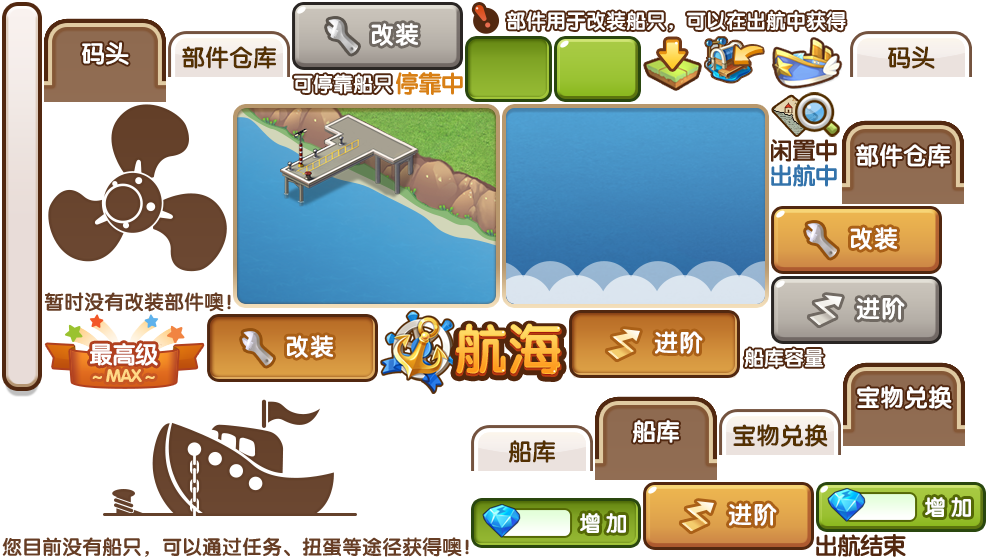 码头
部件仓库
改装
部件用于改装船只，可以在出航中获得
码头
可停靠船只 停靠中
闲置中
出航中
部件仓库
改装
进阶
暂时没有改装部件噢！
最高级
~MAX~
改装
航海
进阶
船库容量
船库
船库
宝物兑换
宝物兑换
增加
进阶
增加
出航结束
您目前没有船只，可以通过任务、扭蛋等途径获得噢！